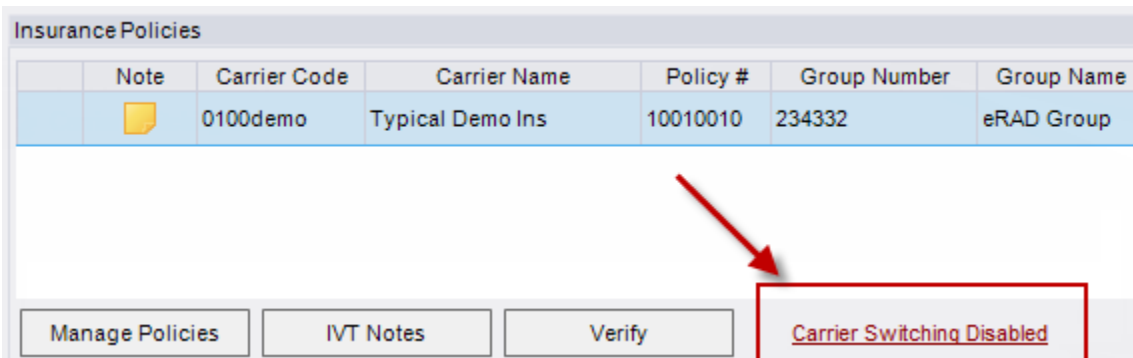 Insurance Policies
Note Carrier Code Carrier Name Policy # Group Number Group Name
0100demo Typical Demo Ins 10010010 234332 eRAD Group
Manage Policies IVT Notes Verify Carrier Switching Disabled